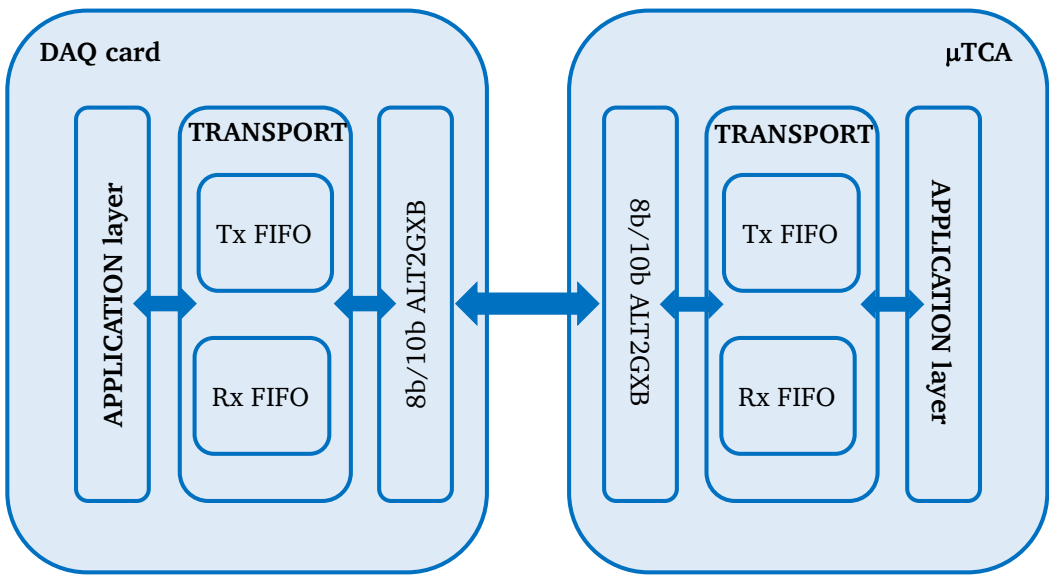 DAQ card
APPLICATION layer
TRANSPORT
Tx FIFO
Rx FIFO
8b/10b ALT2GXB
μTCA
8b/10b ALT2GXB
TRANSPORT
Tx FIFO
Rx FIFO
APPLICATION layer